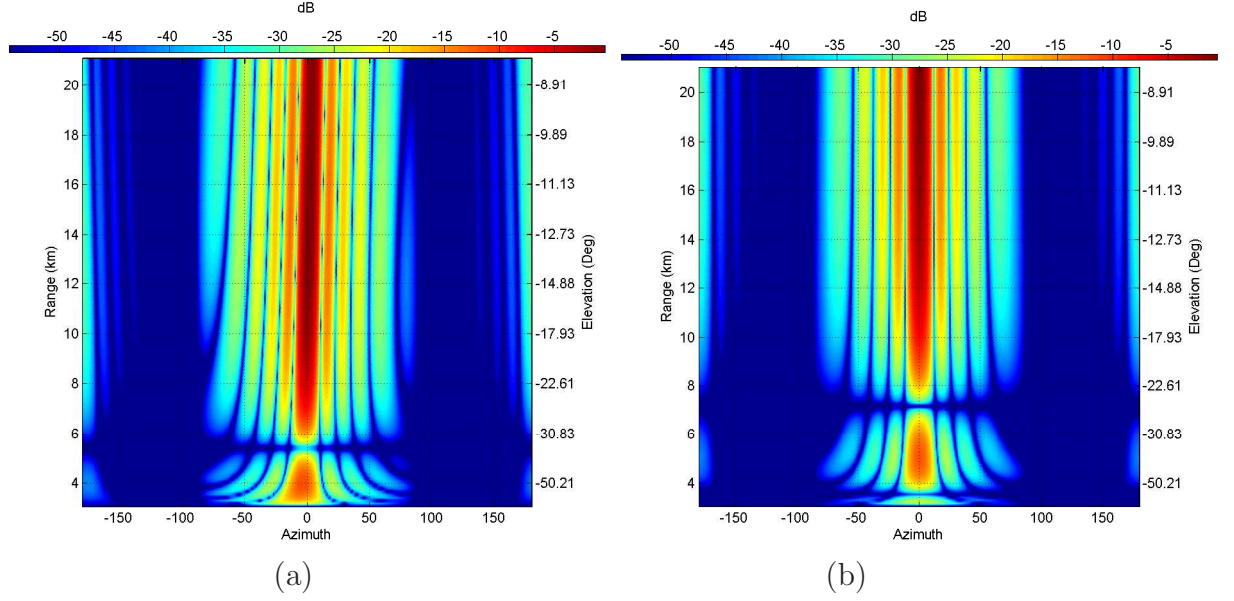 dB
-50 -45 -40 -35 -30 -25 -20 -15 -10 -5
20
18
16
14
12
10
8
6
4
Range (km)
-8.91
-9.89
-11.13
-12.73
-14.88
-17.93
-22.61
-30.83
-50.21
Elevation (Deg)
-150 -100 -50 0 50 100 150
Azimuth
(a)
dB
-50 -45 -40 -35 -30 -25 -20 -15 -10 -5
20
18
16
14
12
10
8
6
4
Range (km)
-8.91
-9.89
-11.13
-12.73
-14.88
-17.93
-22.61
-30.83
-50.21
Elevation (Deg)
-150 -100 -50 0 50 100 150
Azimuth
(b)